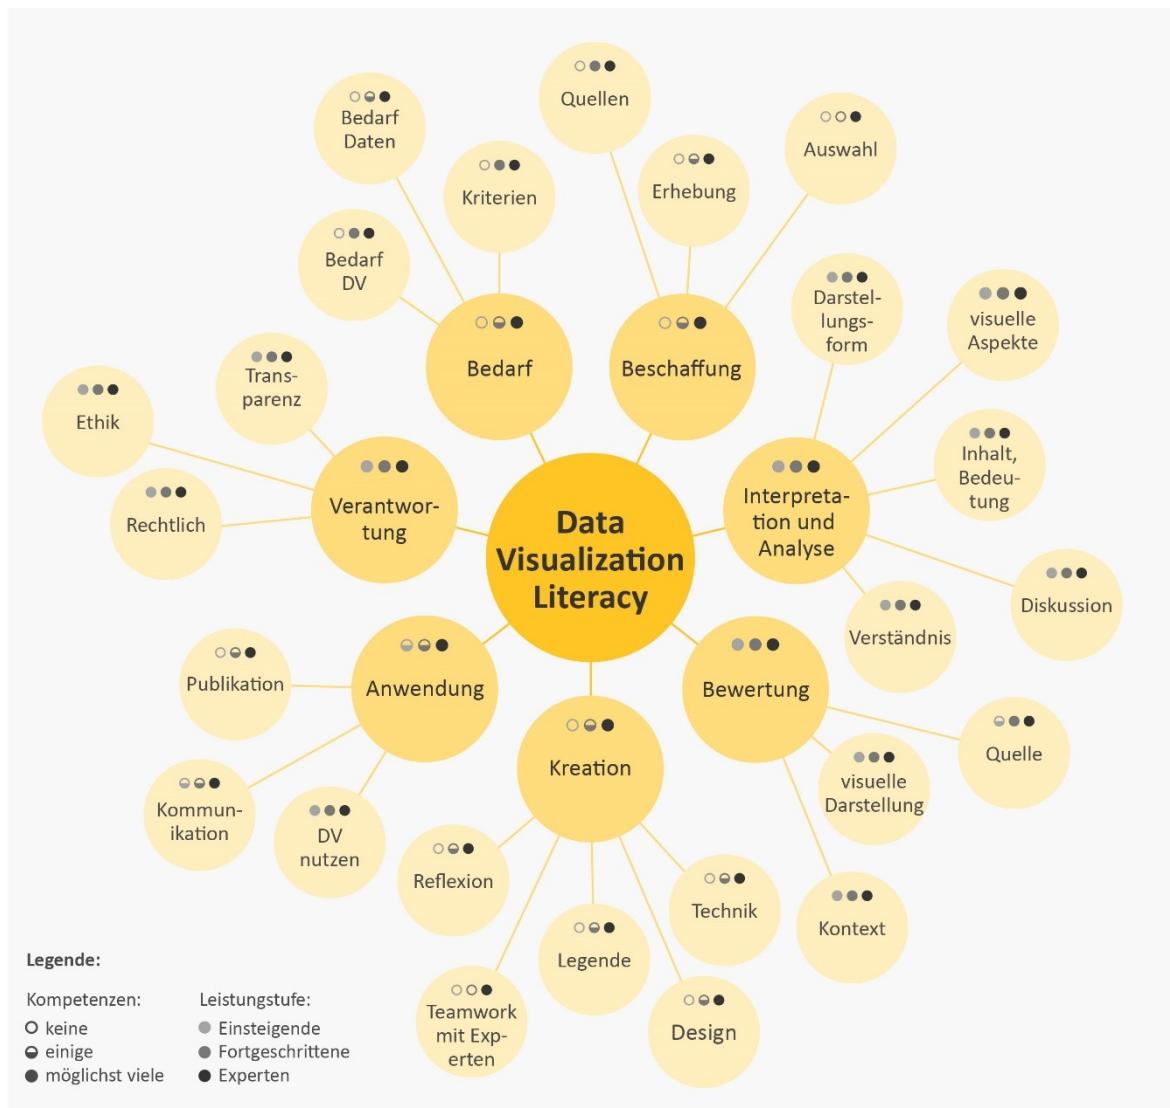 Data
Visualization
Literacy
Bedarf
Bedarf
Daten
Kriterien
Bedarf
DV
Beschaffung
Quellen
Erhebung
Auswahl
Interpreta-
tion und
Analyse
Darstel-
lungs-
form
visuelle
Aspekte
Inhalt,
Bedeu-
tung
Diskussion
Verständnis
Bewertung
Quelle
visuelle
Darstellung
Kontext
Kreation
Technik
Design
Legende
Teamwork
mit Exp-
erten
Reflexion
Anwendung
DV
nutzen
Kommun-
ikation
Publikation
Verantwor-
tung
Rechtlich
Ethik
Trans-
parenz
Legende:
Kompetenzen:
keine
einige
möglichst viele
Leistungstufe:
Einsteigende
Fortgeschrittene
Experten